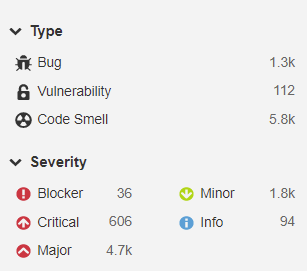 Type
Bug 1.3k
Vulnerability 112
Code Smell 5.8k
Severity
Blocker 36 Minor 1.8k
Critical 606 Info 94
Major 4.7k